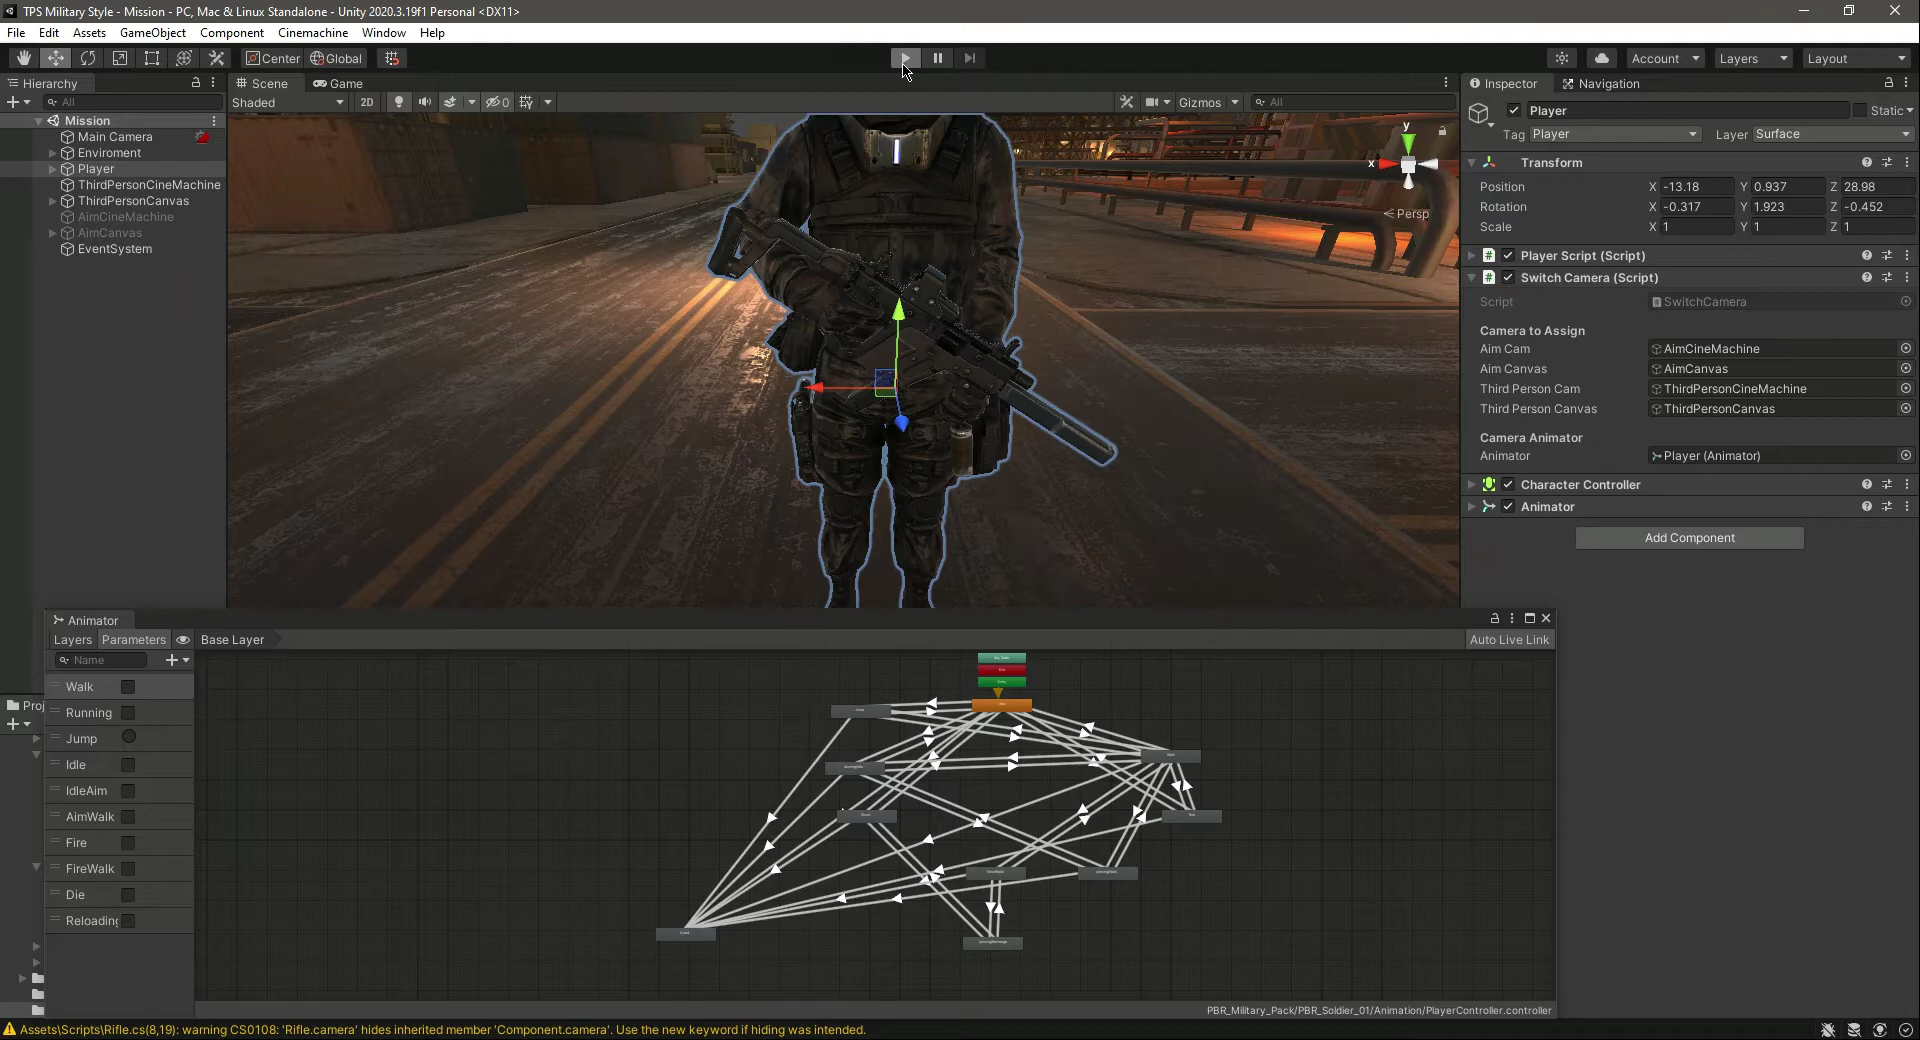 TPS Military Style - Mission - PC, Mac & Linux Standalone - Unity 2020.3.19f1 Personal <DX11>
File Edit Assets GameObject Component Cinemachine Window Help
Center Global Account Layers Layout
Hierarchy
All
Mission
Main Camera
Enviroment
Player
ThirdPersonCineMachine
ThirdPersonCanvas
AimCineMachine
AimCanvas
EventSystem
Scene Game
Shaded 2D 0 Gizmos All
y
x
Persp
Inspector Navigation
Player Static
Tag Player Layer Surface
Transform
Position X -13.18 Y 0.937 Z 28.98
Rotation X -0.317 Y 1.923 Z -0.452
Scale X 1 Y 1 Z 1
Player Script (Script)
Switch Camera (Script)
Script SwitchCamera
Camera to Assign
Aim Cam AimCineMachine
Aim Canvas AimCanvas
Third Person Cam ThirdPersonCineMachine
Third Person Canvas ThirdPersonCanvas
Camera Animator
Animator Player (Animator)
Character Controller
Animator
Add Component
Animator
Layers Parameters Base Layer Auto Live Link
Name
Walk
Running
Jump
Idle
IdleAim
AimWalk
Fire
FireWalk
Die
Reloading
Proj
PBR_Military_Pack/PBR_Soldier_01/Animation/PlayerController.controller
Assets\Scripts\Rifle.cs(8,19): warning CS0108: 'Rifle.camera' hides inherited member 'Component.camera'. Use the new keyword if hiding was intended.